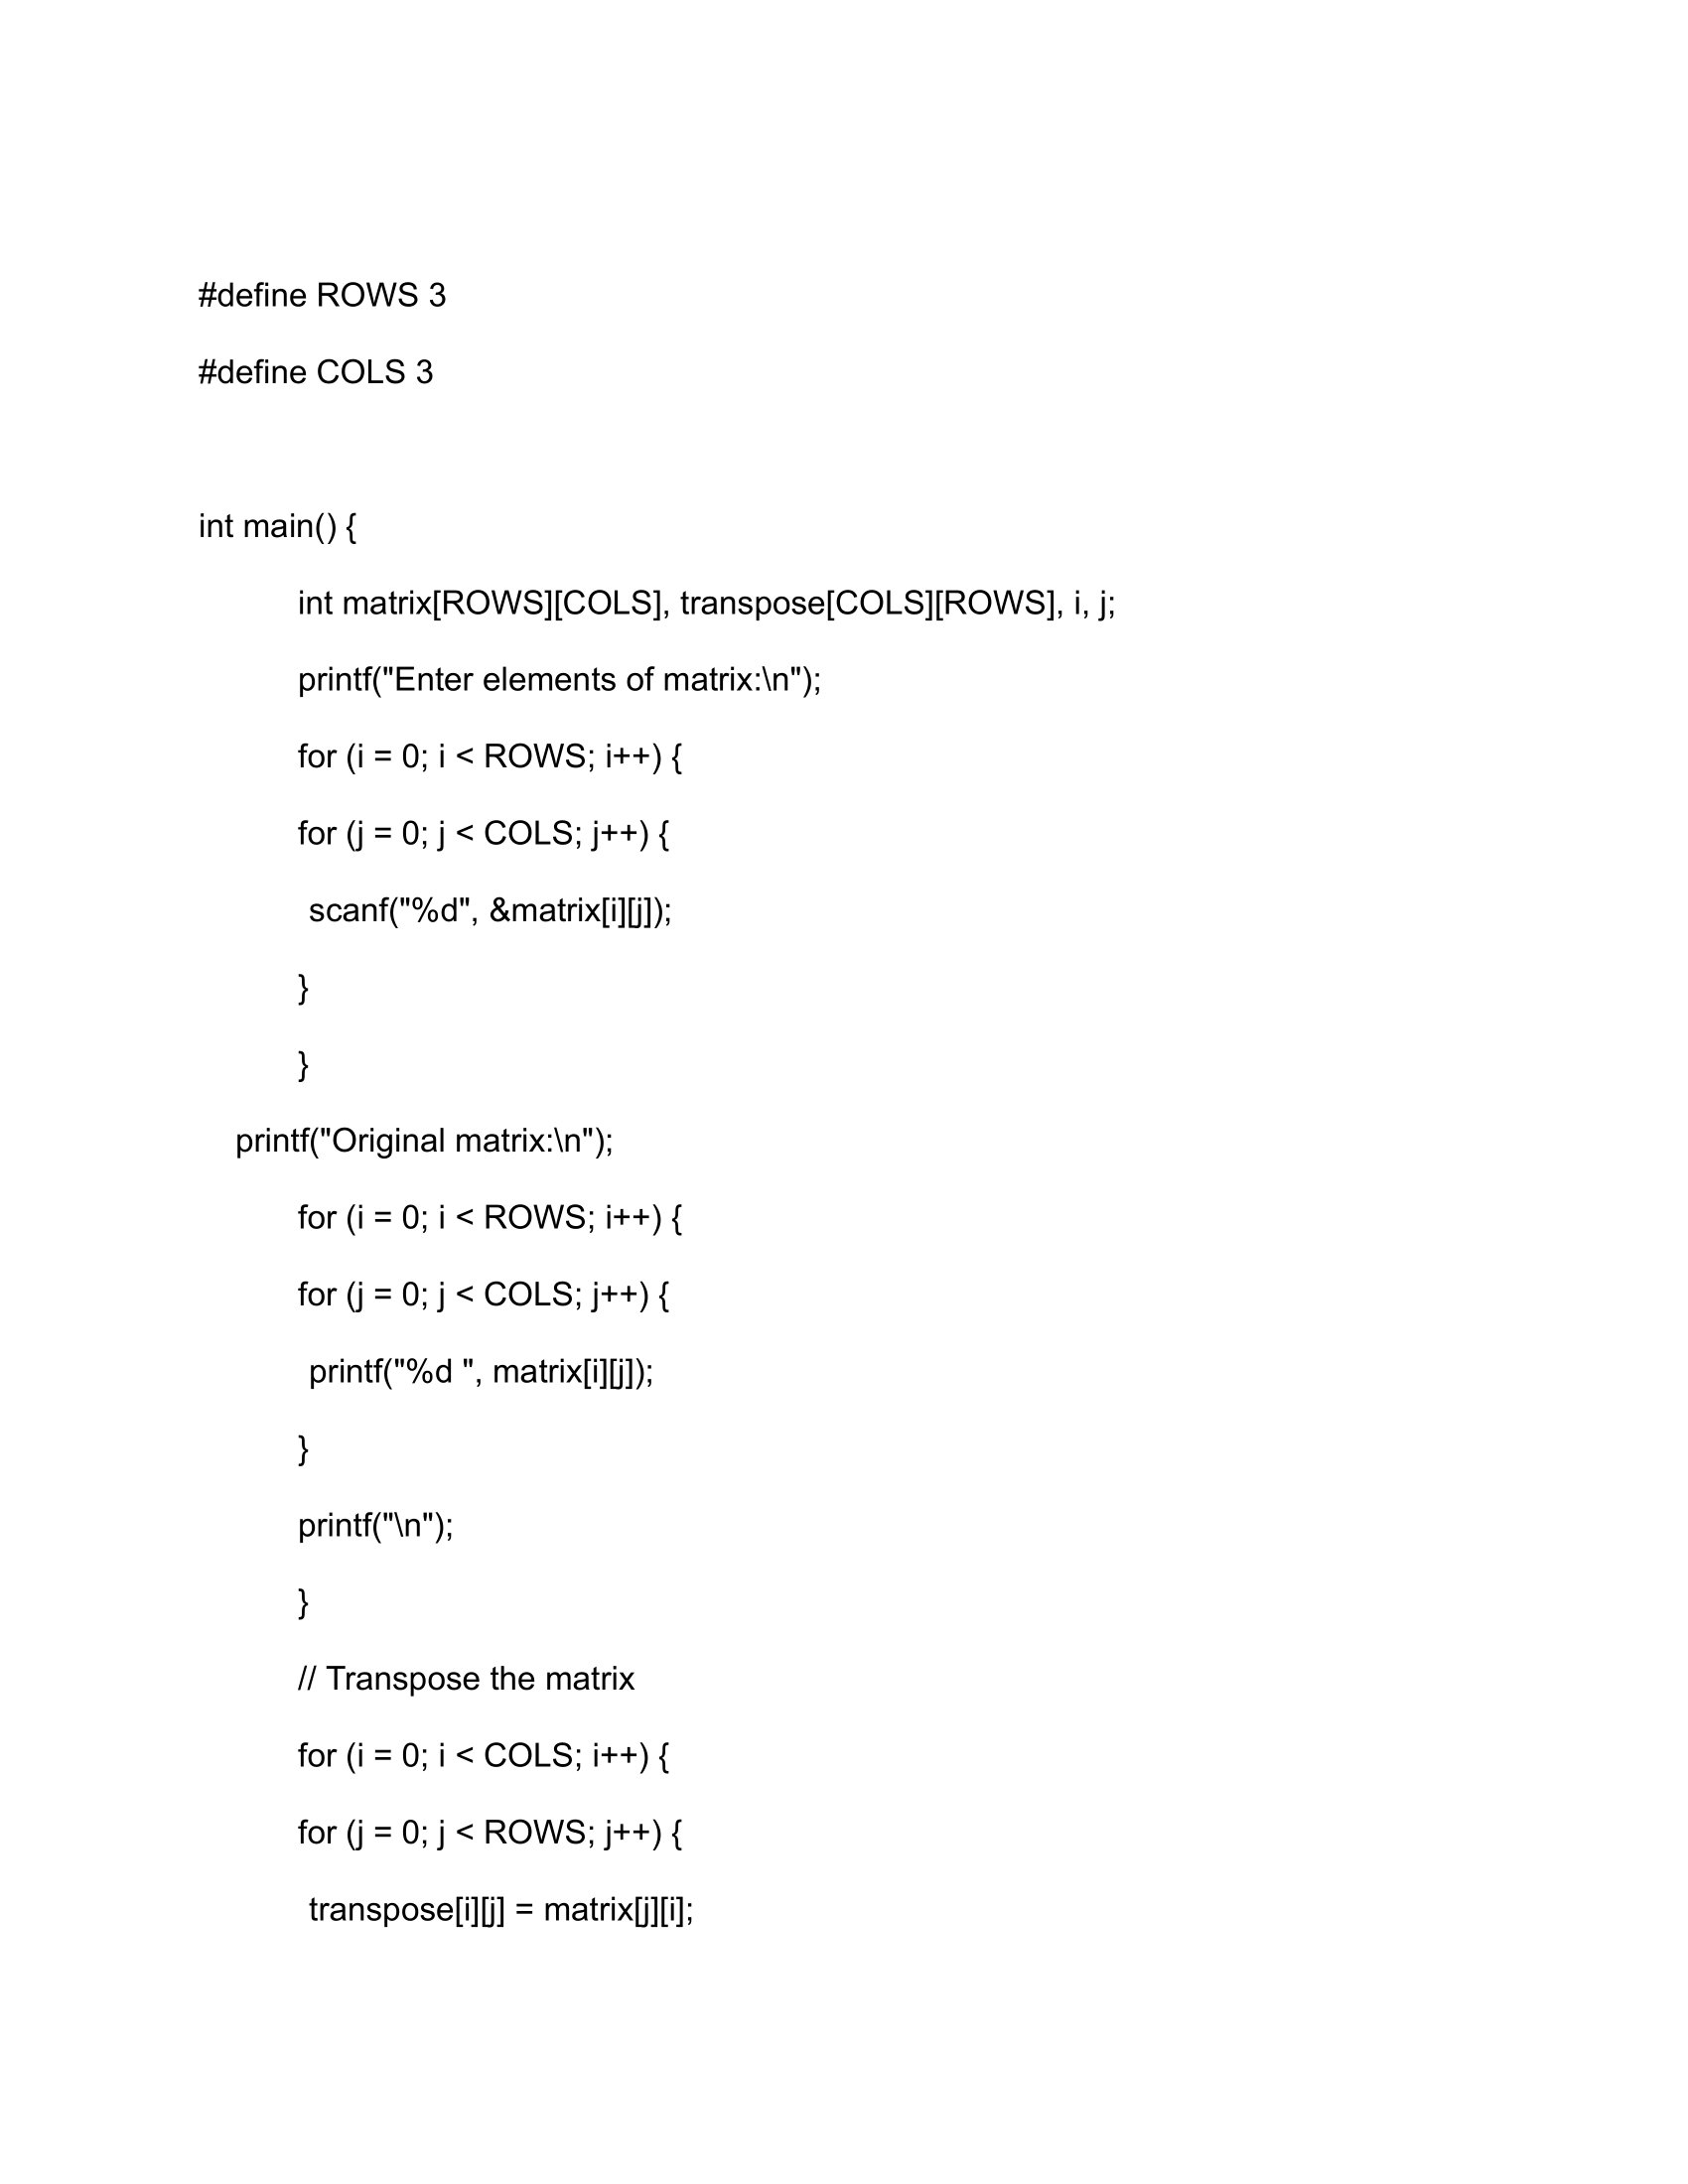 #define ROWS 3
#define COLS 3
int main() {
int matrix[ROWS][COLS], transpose[COLS][ROWS], i, j;
printf("Enter elements of matrix:\n");
for (i = 0; i < ROWS; i++) {
for (j = 0; j < COLS; j++) {
scanf("%d", &matrix[i][j]);
}
}
printf("Original matrix:\n");
for (i = 0; i < ROWS; i++) {
for (j = 0; j < COLS; j++) {
printf("%d ", matrix[i][j]);
}
printf("\n");
}
// Transpose the matrix
for (i = 0; i < COLS; i++) {
for (j = 0; j < ROWS; j++) {
transpose[i][j] = matrix[j][i];